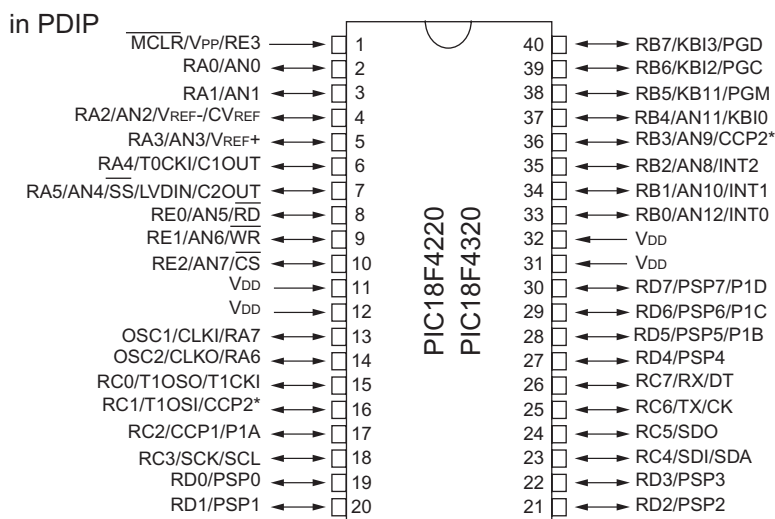 in PDIP
MCLR/VPP/RE3 1 40 RB7/KBI3/PGD
RA0/AN0 2 39 RB6/KBI2/PGC
RA1/AN1 3 38 RB5/KB11/PGM
RA2/AN2/VREF-/CVREF 4 37 RB4/AN11/KBI0
RA3/AN3/VREF+ 5 36 RB3/AN9/CCP2*
RA4/T0CKI/C1OUT 6 35 RB2/AN8/INT2
RA5/AN4/SS/LVDIN/C2OUT 7 34 RB1/AN10/INT1
RE0/AN5/RD 8 33 RB0/AN12/INT0
RE1/AN6/WR 9 32 VDD
RE2/AN7/CS 10 31 VDD
VDD 11 30 RD7/PSP7/P1D
VDD 12 29 RD6/PSP6/P1C
OSC1/CLKI/RA7 13 28 RD5/PSP5/P1B
OSC2/CLKO/RA6 14 27 RD4/PSP4
RC0/T1OSO/T1CKI 15 26 RC7/RX/DT
RC1/T1OSI/CCP2* 16 25 RC6/TX/CK
RC2/CCP1/P1A 17 24 RC5/SDO
RC3/SCK/SCL 18 23 RC4/SDI/SDA
RD0/PSP0 19 22 RD3/PSP3
RD1/PSP1 20 21 RD2/PSP2
PIC18F4220
PIC18F4320